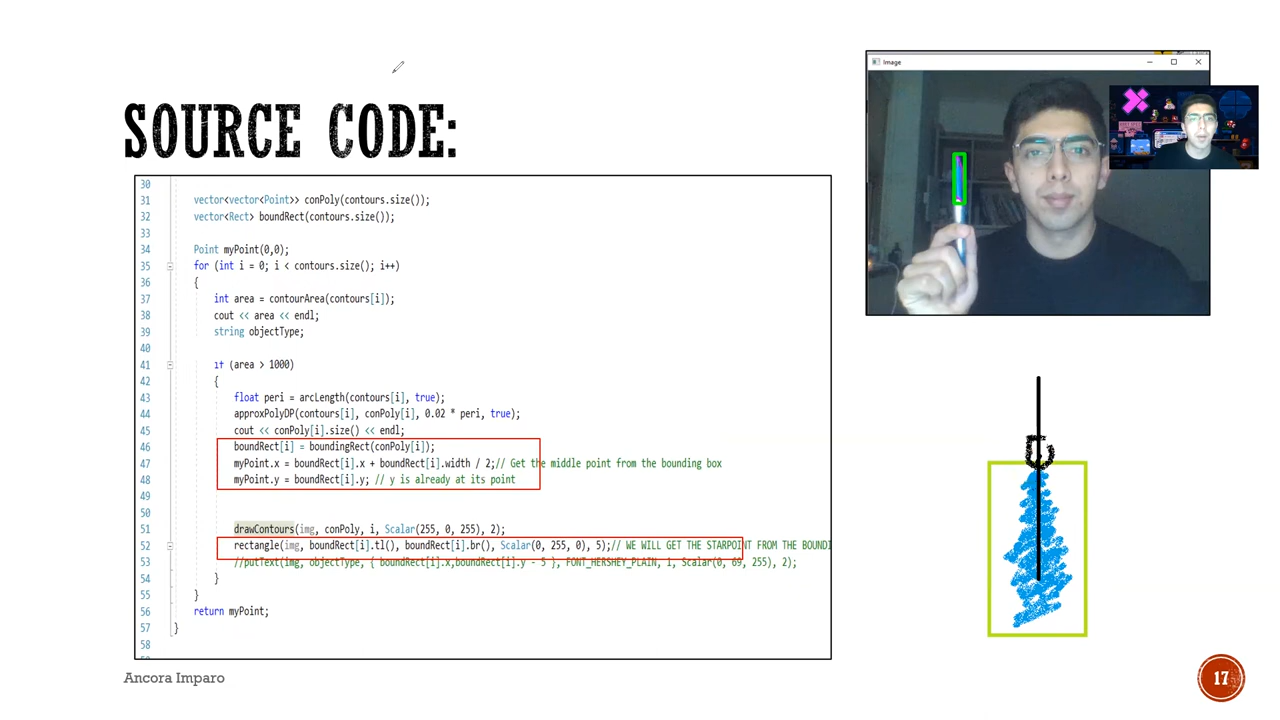 SOURCE CODE:
Image
30
31 vector<vector<Point>> conPoly(contours.size());
32 vector<Rect> boundRect(contours.size());
33
34 Point myPoint(0,0);
35 for (int i = 0; i < contours.size(); i++)
36 {
37 int area = contourArea(contours[i]);
38 cout << area << endl;
39 string objectType;
40
41 if (area > 1000)
42 {
43 float peri = arcLength(contours[i], true);
44 approxPolyDP(contours[i], conPoly[i], 0.02 * peri, true);
45 cout << conPoly[i].size() << endl;
46 boundRect[i] = boundingRect(conPoly[i]);
47 myPoint.x = boundRect[i].x + boundRect[i].width / 2;// Get the middle point from the bounding box
48 myPoint.y = boundRect[i].y; // y is already at its point
49
50
51 drawContours(img, conPoly, i, Scalar(255, 0, 255), 2);
52 rectangle(img, boundRect[i].tl(), boundRect[i].br(), Scalar(0, 255, 0), 5);// WE WILL GET THE STARPOINT FROM THE BOUNDI
53 //putText(img, objectType, { boundRect[i].x,boundRect[i].y - 5 }, FONT_HERSHEY_PLAIN, 1, Scalar(0, 69, 255), 2);
54 }
55 }
56 return myPoint;
57 }
58
Ancora Imparo
17